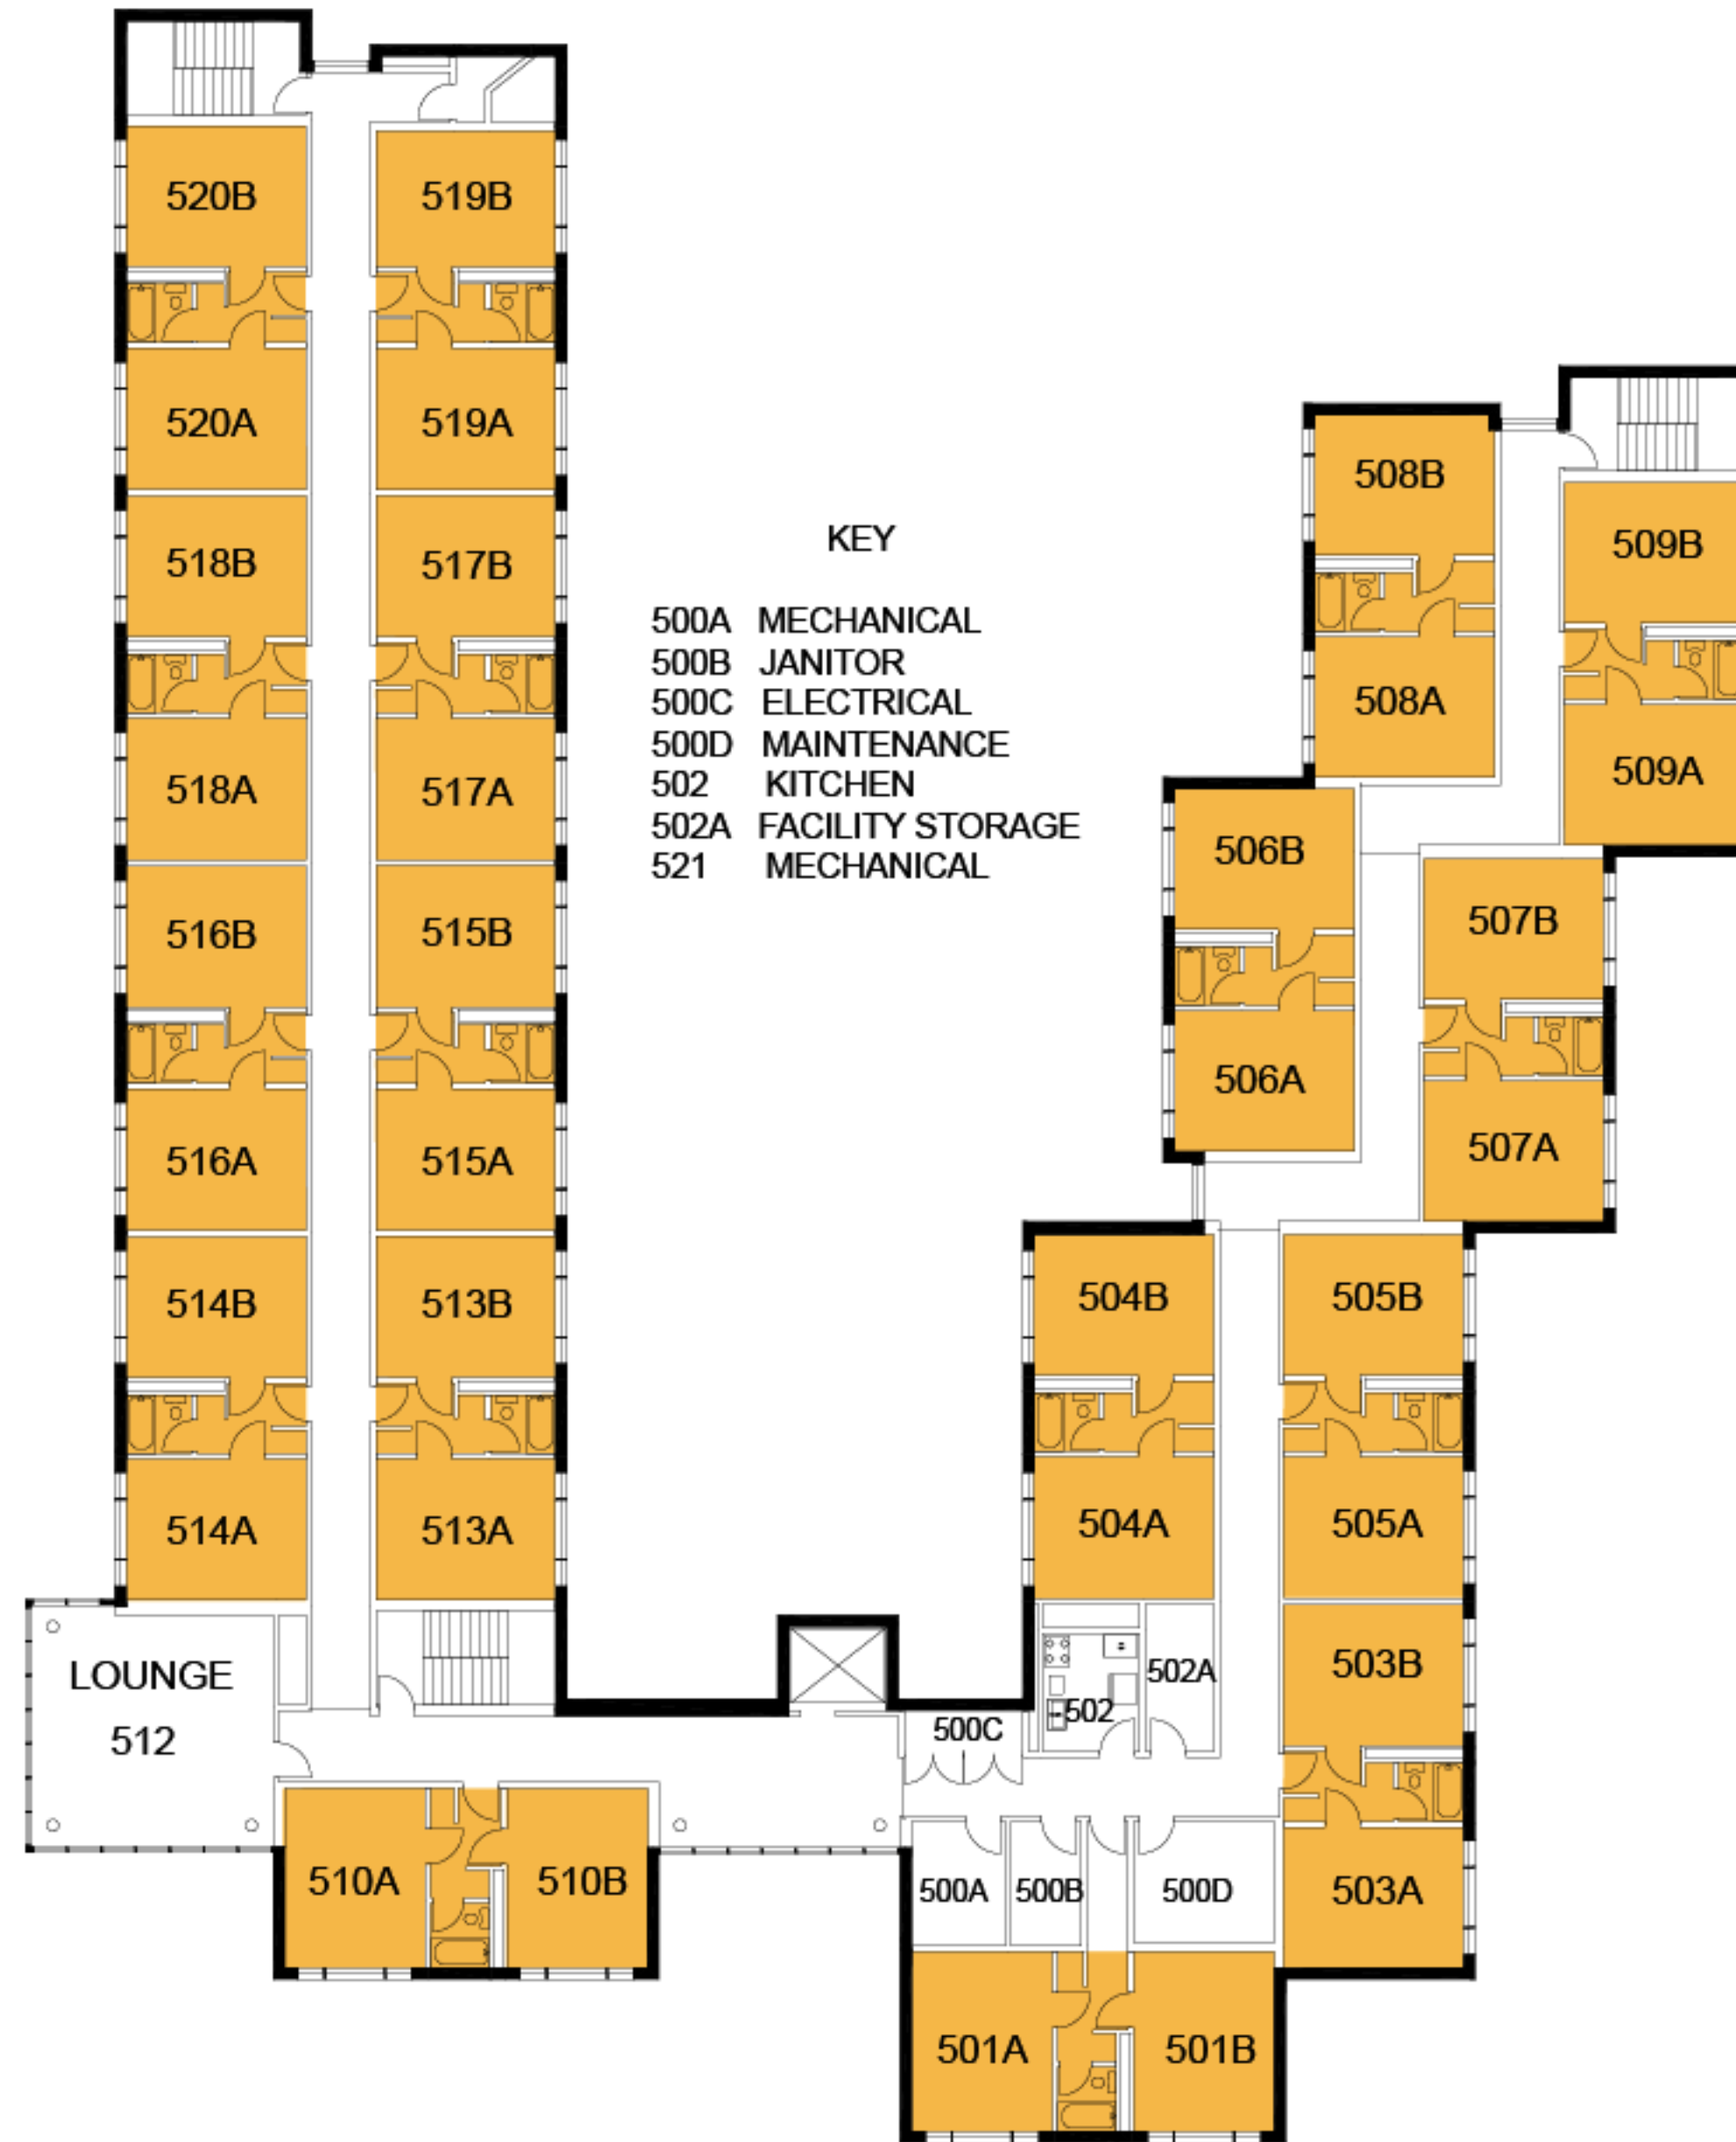 520B
519B
520A
519A
508B
KEY
509B
518B
517B
500A MECHANICAL
500B JANITOR
500C ELECTRICAL
508A
500D MAINTENANCE
509A
518A
517A
502 KITCHEN
502A FACILITY STORAGE
506B
521 MECHANICAL
507B
516B
515B
506A
507A
516A
515A
514B
513B
504B
505B
514A
513A
504A
505A
LOUNGE
512
502A
503B
502
500C
510A
510B
500A
500B
500D
503A
501A
501B